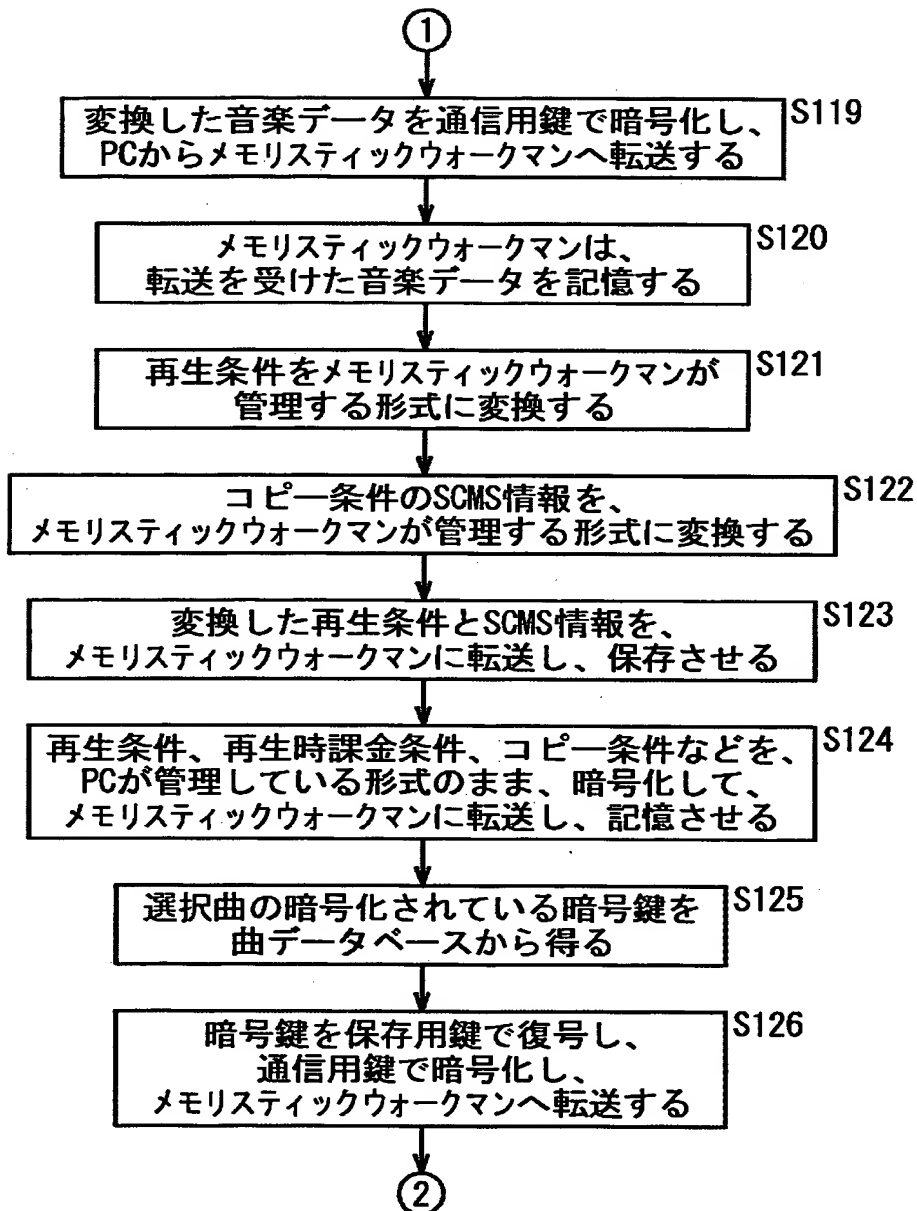 ①
変換した音楽データを通信用鍵で暗号化し、
PCからメモリスティックウォークマンへ転送する
S119
メモリスティックウォークマンは、
転送を受けた音楽データを記憶する
S120
再生条件をメモリスティックウォークマンが
管理する形式に変換する
S121
コピー条件のSCMS情報を、
メモリスティックウォークマンが管理する形式に変換する
S122
変換した再生条件とSCMS情報を、
メモリスティックウォークマンに転送し、保存させる
S123
再生条件、再生時課金条件、コピー条件などを、
PCが管理している形式のまま、暗号化して、
メモリスティックウォークマンに転送し、記憶させる
S124
選択曲の暗号化されている暗号鍵を
曲データベースから得る
S125
暗号鍵を保存用鍵で復号し、
通信用鍵で暗号化し、
メモリスティックウォークマンへ転送する
S126
②